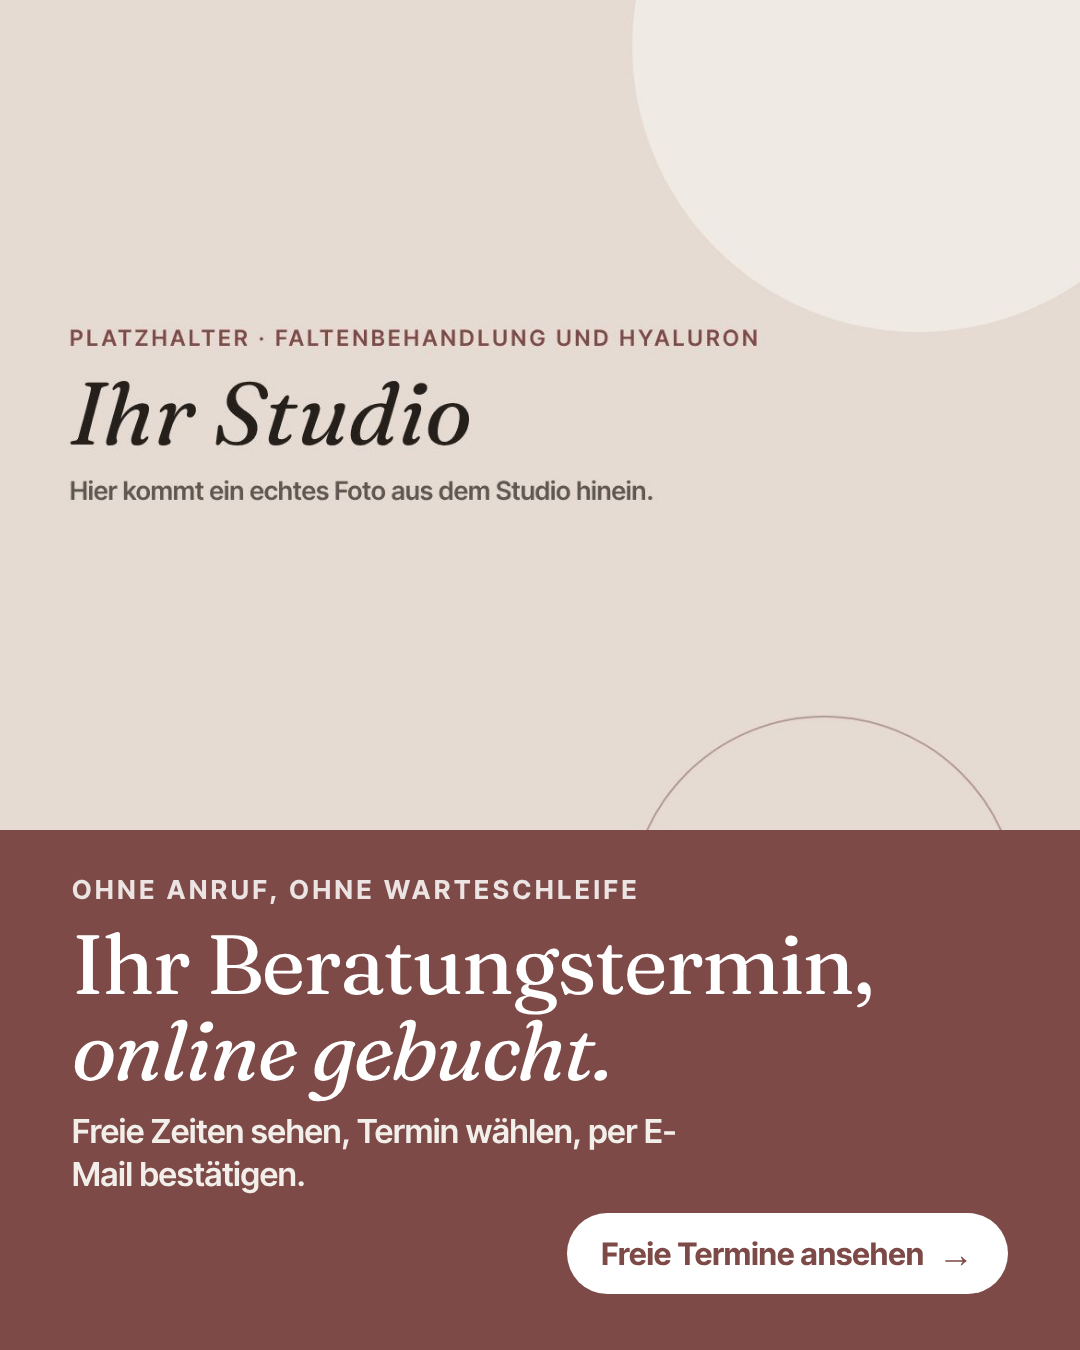 PLATZHALTER · FALTENBEHANDLUNG UND HYALURON
Ihr Studio
Hier kommt ein echtes Foto aus dem Studio hinein.
OHNE ANRUF, OHNE WARTESCHLEIFE
Ihr Beratungstermin,
online gebucht.
Freie Zeiten sehen, Termin wählen, per E-
Mail bestätigen.
Freie Termine ansehen →